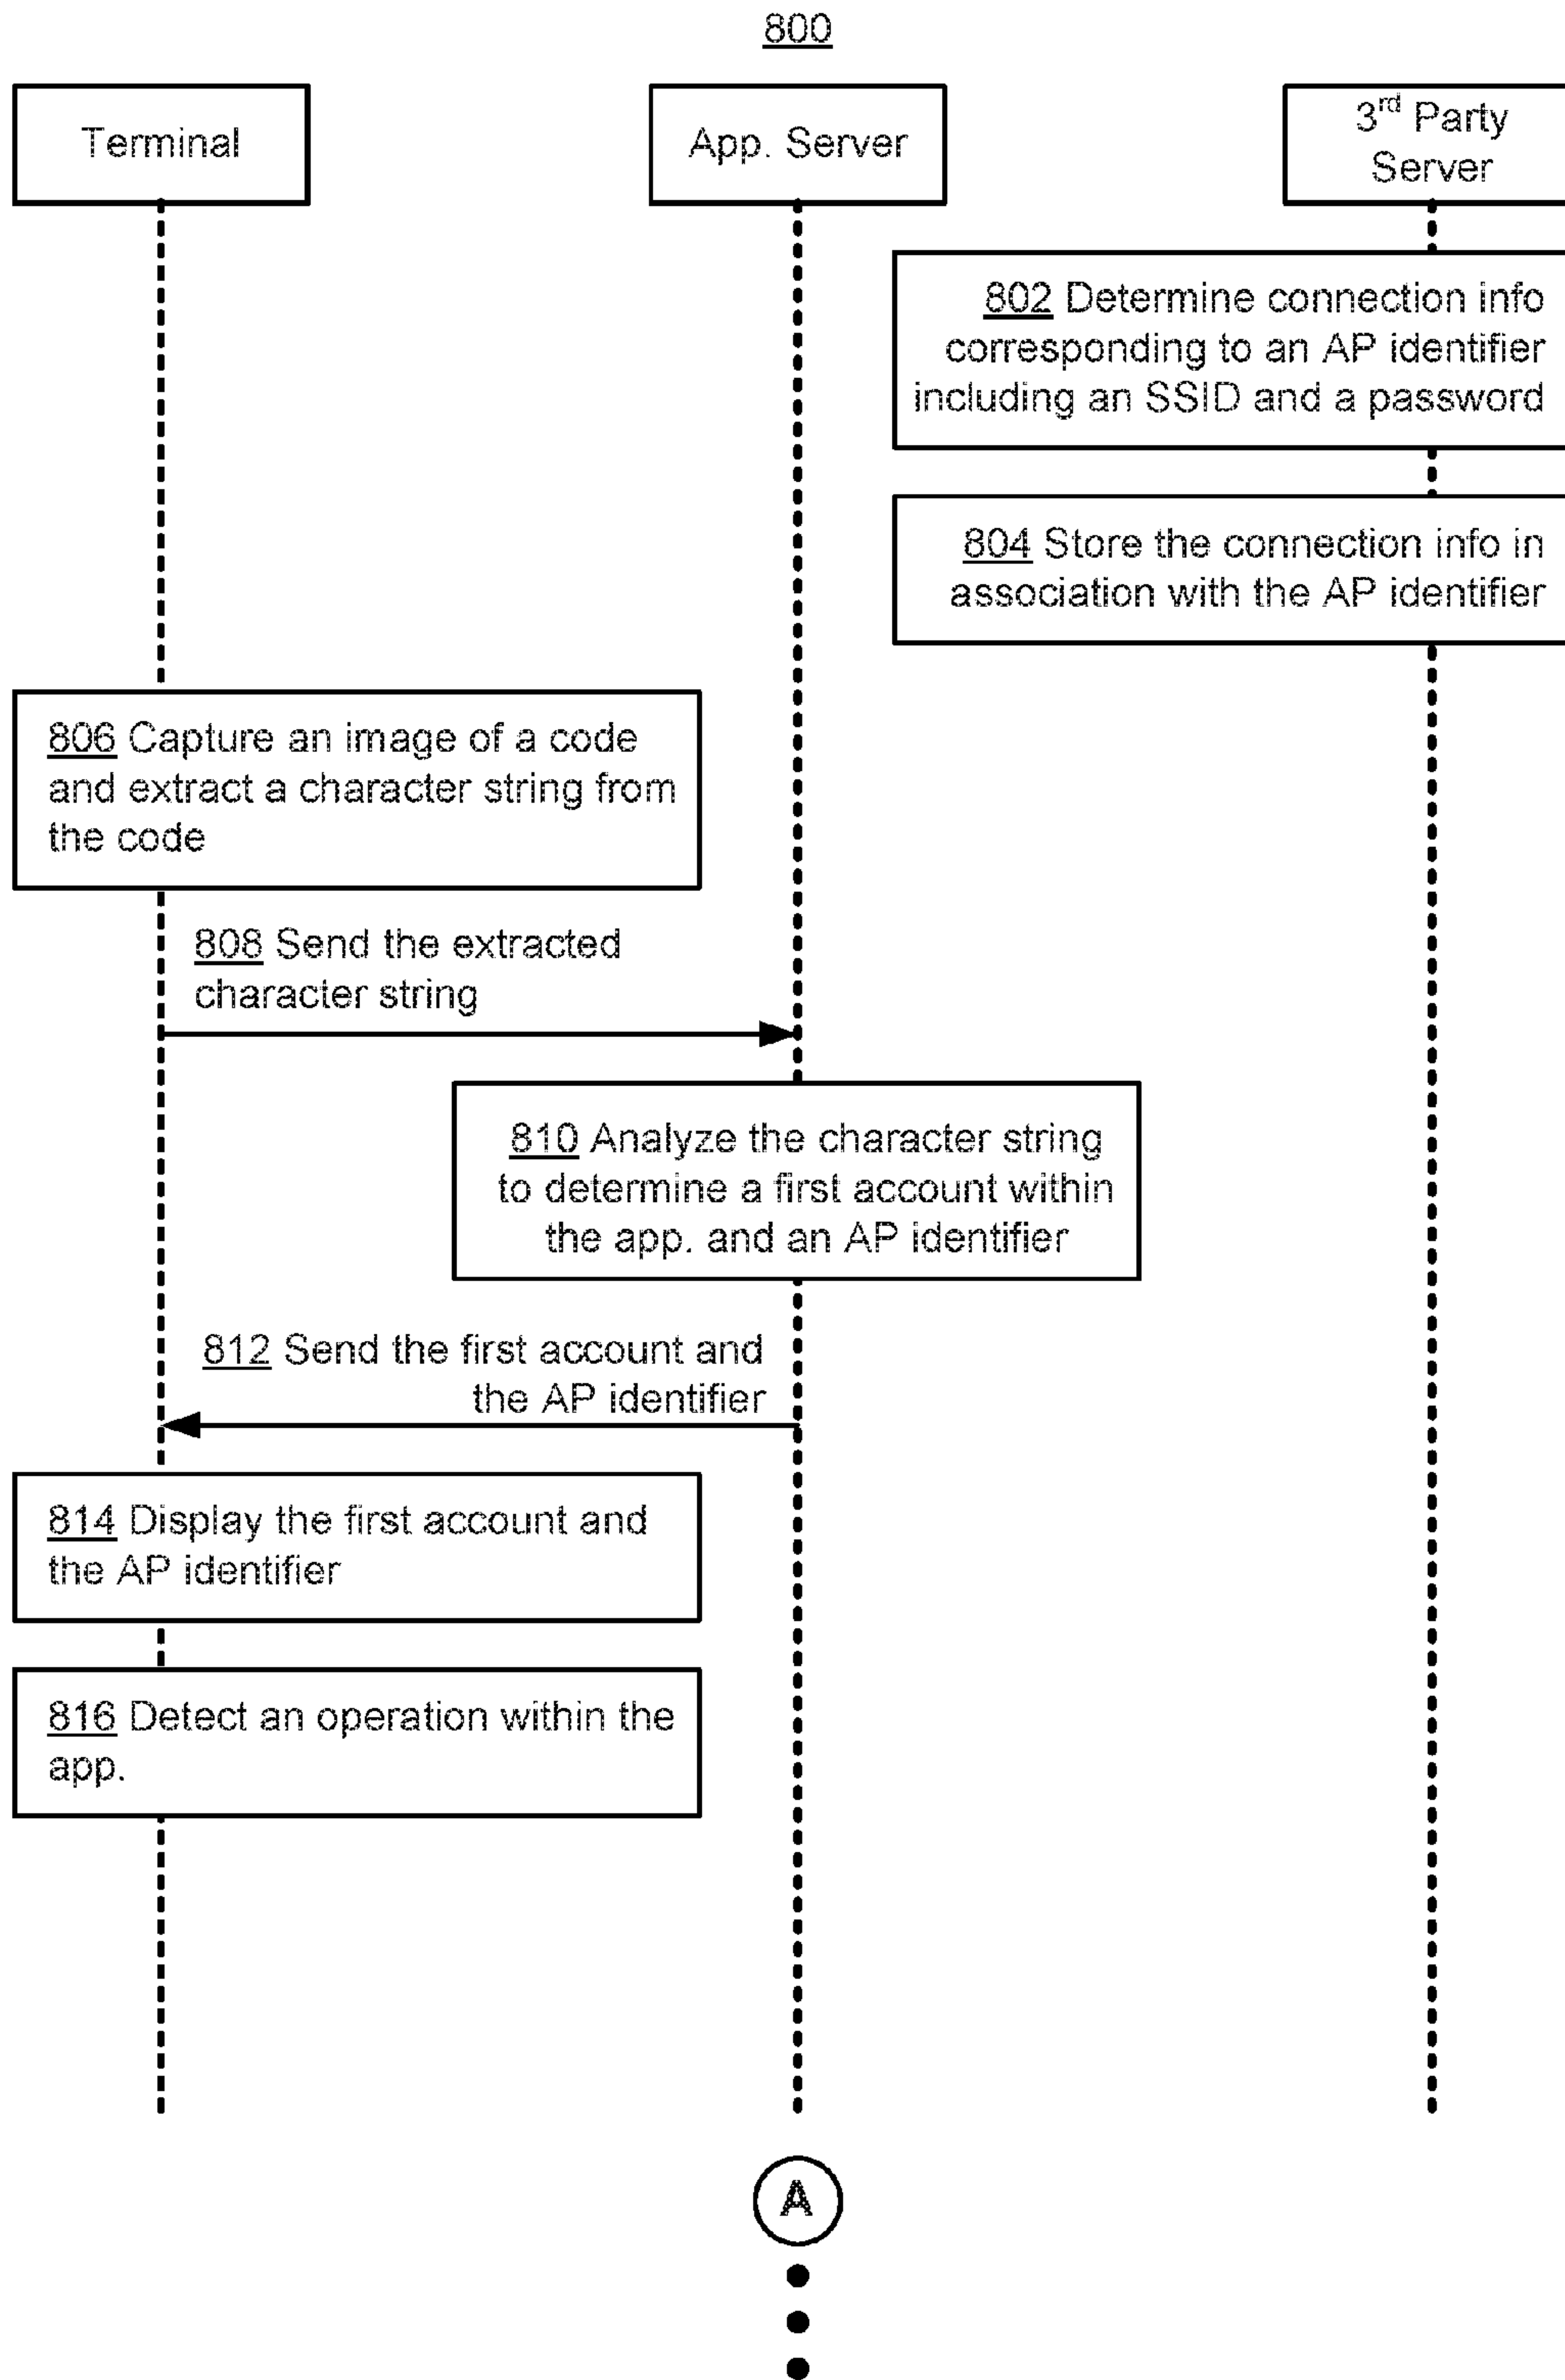 800
Terminal
App. Server
3rd Party
Server
802 Determine connection info
corresponding to an AP identifier
including an SSID and a password
804 Store the connection info in
association with the AP identifier
806 Capture an image of a code
and extract a character string from
the code
808 Send the extracted
character string
810 Analyze the character string
to determine a first account within
the app. and an AP identifier
812 Send the first account and
the AP identifier
814 Display the first account and
the AP identifier
816 Detect an operation within the
app.
A